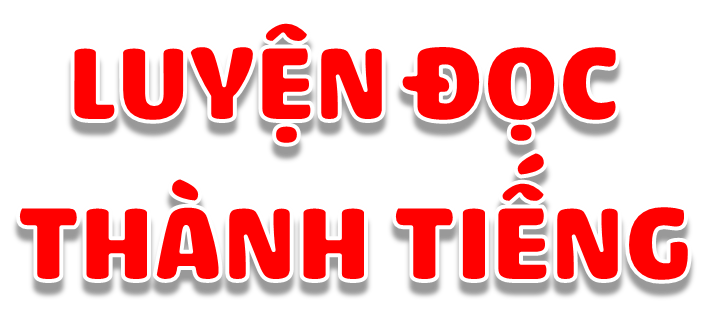 LUYỆN ĐỌC
THÀNH TIẾNG